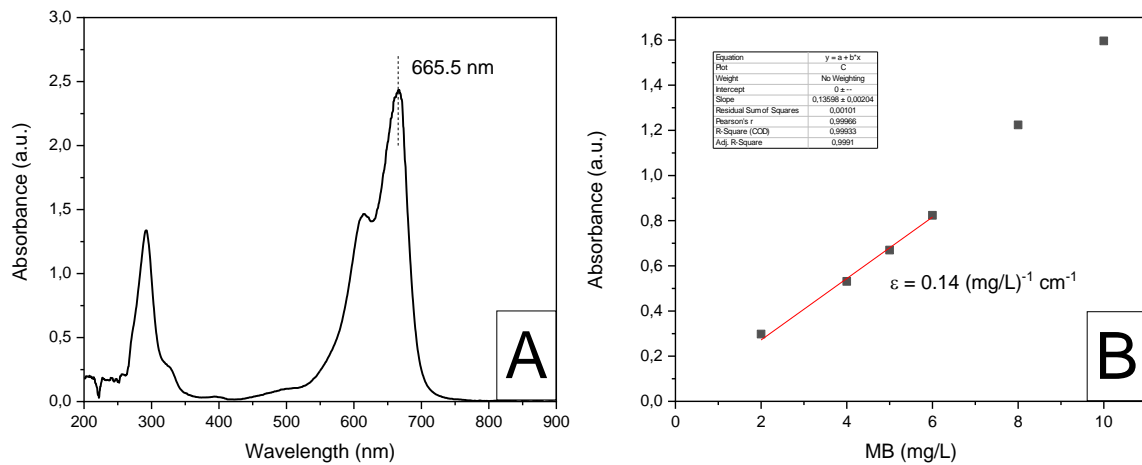 3,0
2,5
2,0
1,5
1,0
0,5
0,0
200 300 400 500 600 700 800 900
Absorbance (a.u.)
Wavelength (nm)
665.5 nm
A
1,6
1,4
1,2
1,0
0,8
0,6
0,4
0,2
0,0
0 2 4 6 8 10
Absorbance (a.u.)
MB (mg/L)
Equation y = a + b*x
Plot C
Weight No Weighting
Intercept 0 ± --
Slope 0,13598 ± 0,00204
Residual Sum of Squares 0,00101
Pearson's r 0,99966
R-Square (COD) 0,99933
Adj. R-Square 0,9991
ε = 0.14 (mg/L)⁻¹ cm⁻¹
B